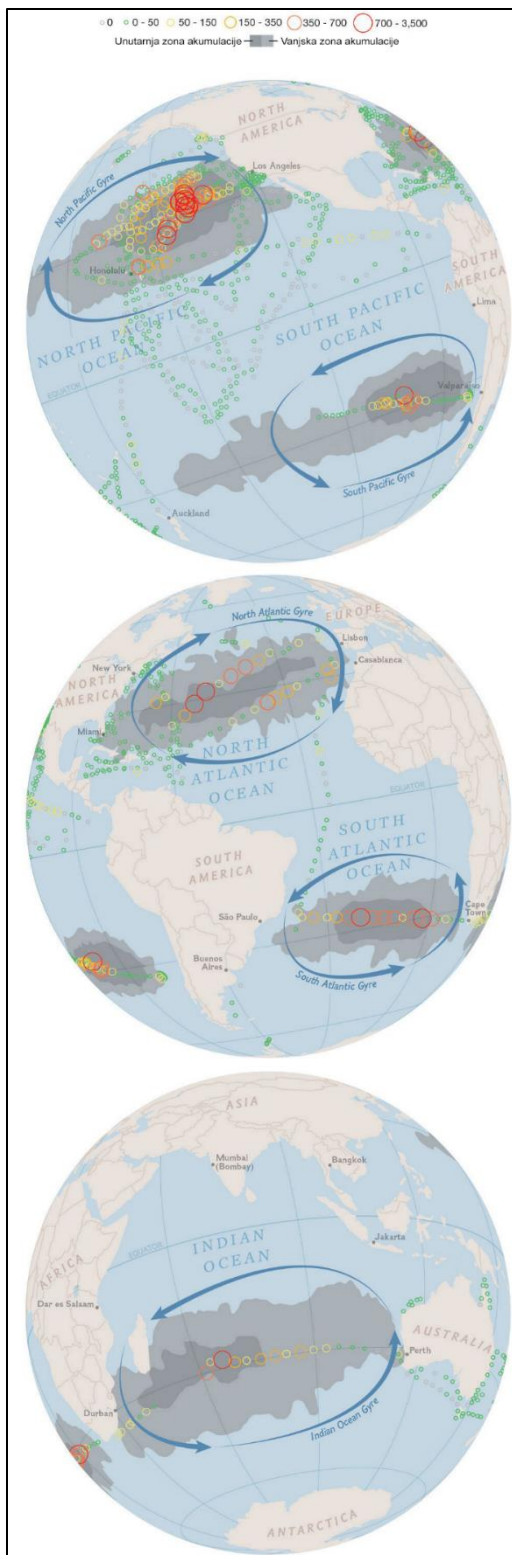 0 0 - 50 50 - 150 150 - 350 350 - 700 700 - 3,500
Unutarnja zona akumulacije Vanjska zona akumulacije
NORTH
AMERICA
Los Angeles
North Pacific Gyre
Honolulu
NORTH PACIFIC
OCEAN
EQUATOR
SOUTH PACIFIC
OCEAN
SOUTH
AMERICA
Lima
Valparaiso
South Pacific Gyre
Auckland
North Atlantic Gyre
EUROPE
Lisbon
Casablanca
New York
NORTH
AMERICA
Miami
NORTH
ATLANTIC
OCEAN
EQUATOR
SOUTH
ATLANTIC
OCEAN
SOUTH
AMERICA
São Paulo
Buenos
Aires
Cape
Town
South Atlantic Gyre
ASIA
Mumbai
(Bombay)
Bangkok
EQUATOR
INDIAN
OCEAN
Jakarta
AFRICA
Dar es Salaam
AUSTRALIA
Perth
Durban
Indian Ocean Gyre
ANTARCTICA